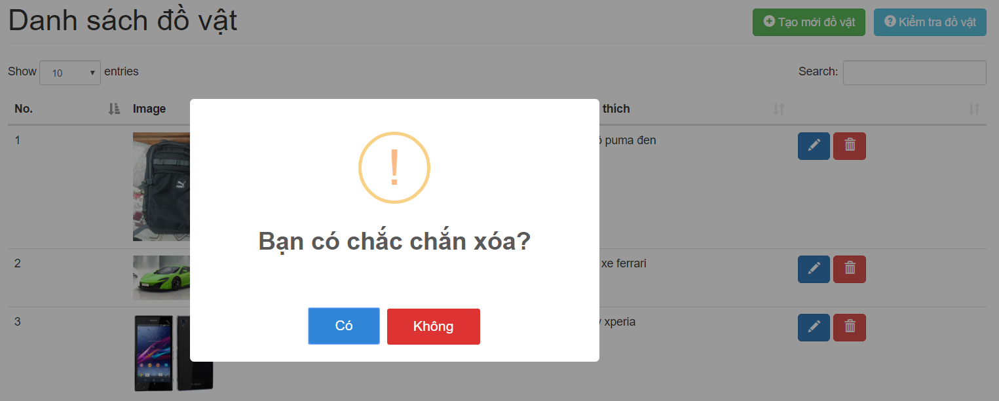 Danh sách đồ vật
Tạo mới đồ vật
Kiểm tra đồ vật
Show 10 entries
Search:
No. Image thích
1 puma đen
!
Bạn có chắc chắn xóa?
2 xe ferrari
3 xperia
Có Không